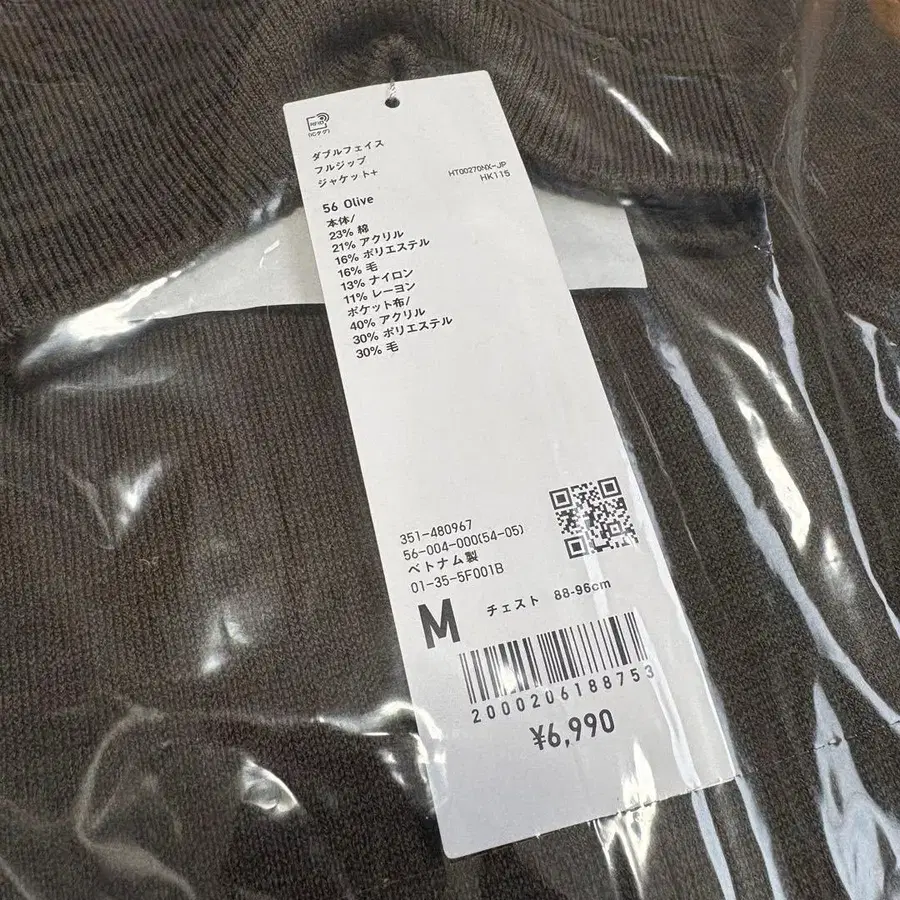 RFID
(ICタグ)
ダブルフェイス
フルジップ
ジャケット+
HT00270NX-JP
HK115
56 Olive
本体/
23% 綿
21% アクリル
16% ポリエステル
16% 毛
13% ナイロン
11% レーヨン
ポケット布/
40% アクリル
30% ポリエステル
30% 毛
351-480967
56-004-000(54-05)
ベトナム製
01-35-5F001B
M チェスト 88-96cm
2000206188753
¥6,990